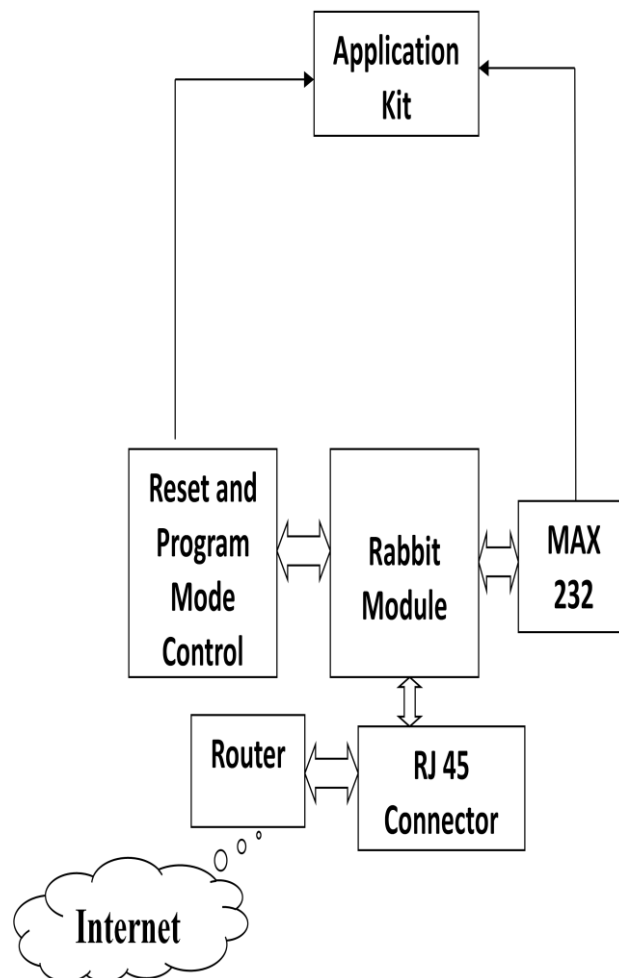 Application
Kit
Reset and
Program
Mode
Control
Rabbit
Module
MAX
232
Router
RJ 45
Connector
Internet